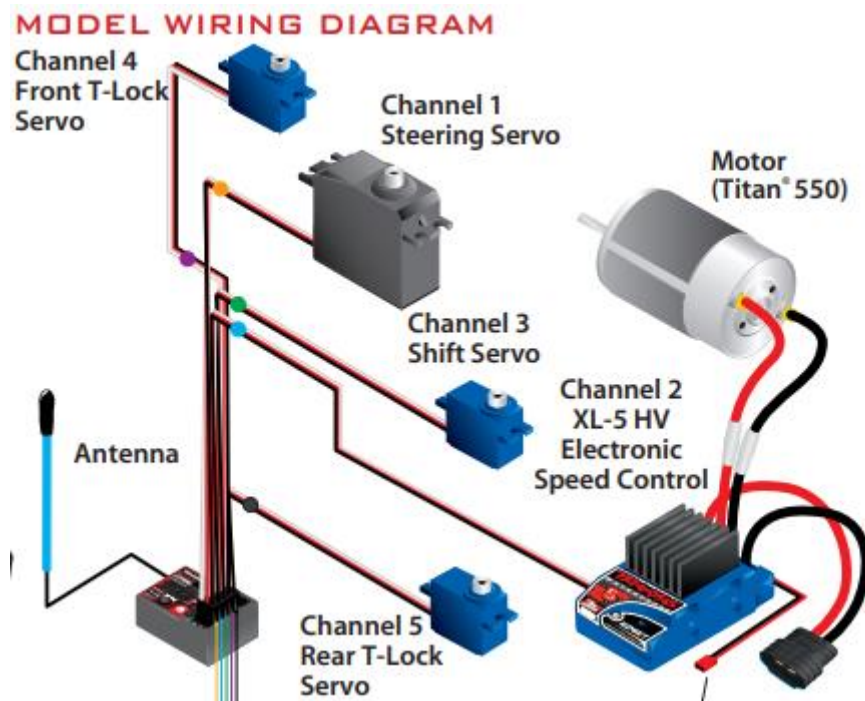 MODEL WIRING DIAGRAM
Channel 4
Front T-Lock
Servo
Channel 1
Steering Servo
Motor
(Titan® 550)
Channel 3
Shift Servo
Channel 2
XL-5 HV
Electronic
Speed Control
Antenna
Channel 5
Rear T-Lock
Servo